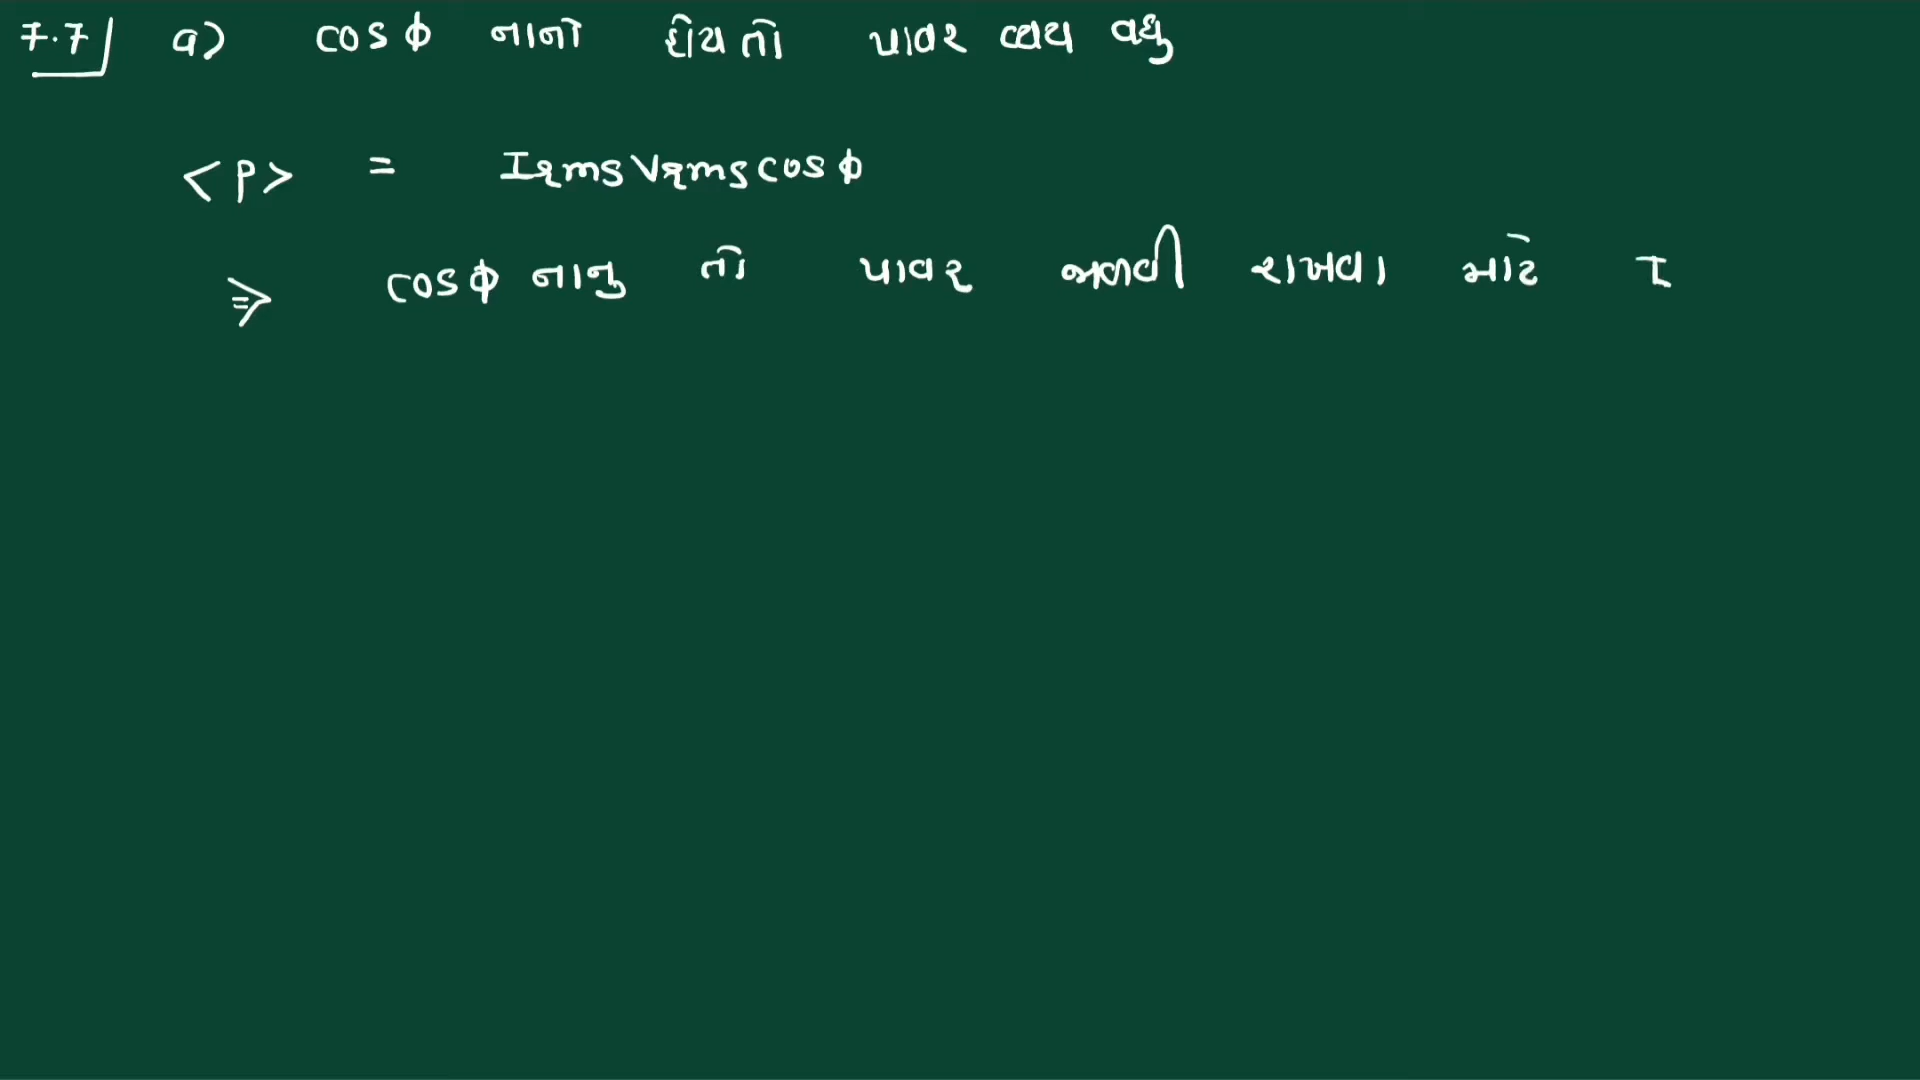 7.7 a) cos φ નાનો હોય તો પાવર વ્યય વધુ
<P> = Irms Vrms cos φ
⇒ cos φ નાનુ તો પાવર જાળવી રાખવા માટે I